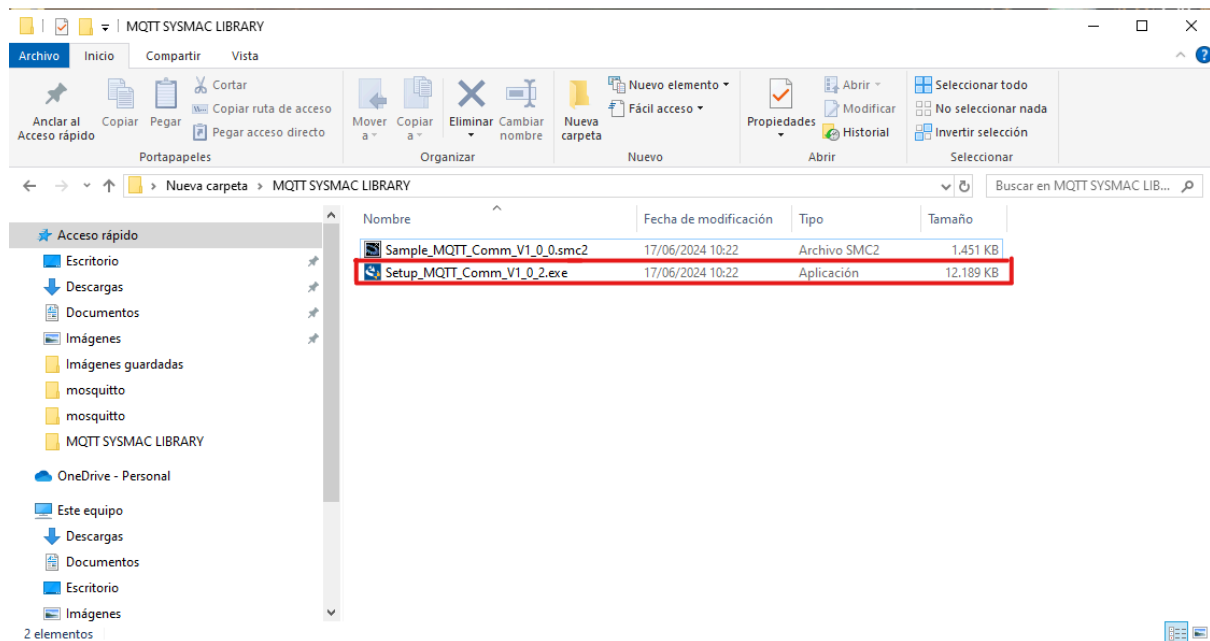 MQTT SYSMAC LIBRARY
Archivo Inicio Compartir Vista
Anclar al
Acceso rápido
Copiar
Pegar
Cortar
Copiar ruta de acceso
Pegar acceso directo
Portapapeles
Mover
a
Copiar
a
Eliminar
Cambiar
nombre
Organizar
Nueva
carpeta
Nuevo elemento
Fácil acceso
Nuevo
Propiedades
Abrir
Modificar
Historial
Abrir
Seleccionar todo
No seleccionar nada
Invertir selección
Seleccionar
Nueva carpeta > MQTT SYSMAC LIBRARY
Buscar en MQTT SYSMAC LIB...
Acceso rápido
Escritorio
Descargas
Documentos
Imágenes
Imágenes guardadas
mosquitto
mosquitto
MQTT SYSMAC LIBRARY
OneDrive - Personal
Este equipo
Descargas
Documentos
Escritorio
Imágenes
Nombre Fecha de modificación Tipo Tamaño
Sample_MQTT_Comm_V1_0_0.smc2 17/06/2024 10:22 Archivo SMC2 1.451 KB
Setup_MQTT_Comm_V1_0_2.exe 17/06/2024 10:22 Aplicación 12.189 KB
2 elementos